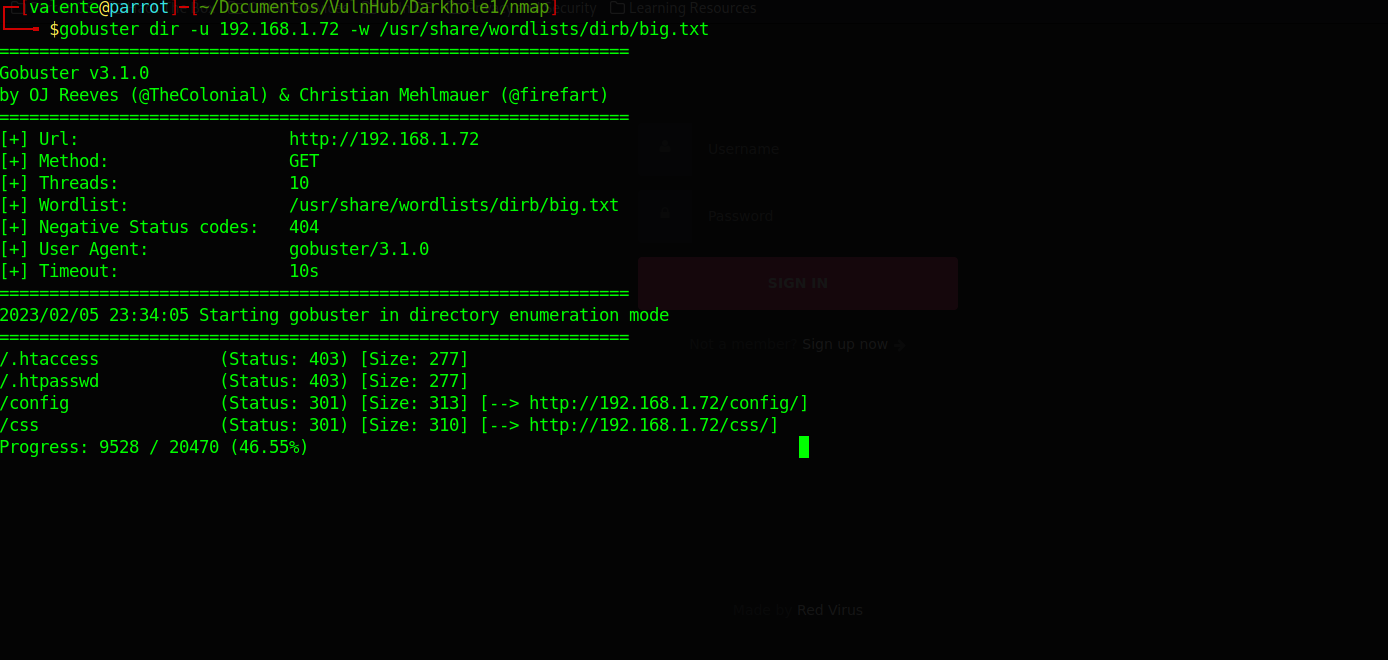 ┌─[valente@parrot]─[~/Documentos/VulnHub/Darkhole1/nmap]
ecurity Learning Resources
└──╼ $gobuster dir -u 192.168.1.72 -w /usr/share/wordlists/dirb/big.txt
===============================================================
Gobuster v3.1.0
by OJ Reeves (@TheColonial) & Christian Mehlmauer (@firefart)
===============================================================
[+] Url:                     http://192.168.1.72
[+] Method:                  GET
[+] Threads:                 10
[+] Wordlist:                /usr/share/wordlists/dirb/big.txt
[+] Negative Status codes:   404
[+] User Agent:              gobuster/3.1.0
[+] Timeout:                 10s
===============================================================
2023/02/05 23:34:05 Starting gobuster in directory enumeration mode
===============================================================
/.htaccess            (Status: 403) [Size: 277]
/.htpasswd            (Status: 403) [Size: 277]
/config               (Status: 301) [Size: 313] [--> http://192.168.1.72/config/]
/css                  (Status: 301) [Size: 310] [--> http://192.168.1.72/css/]
Progress: 9528 / 20470 (46.55%)
Username
Password
SIGN IN
Not a member? Sign up now →
Made by Red Virus